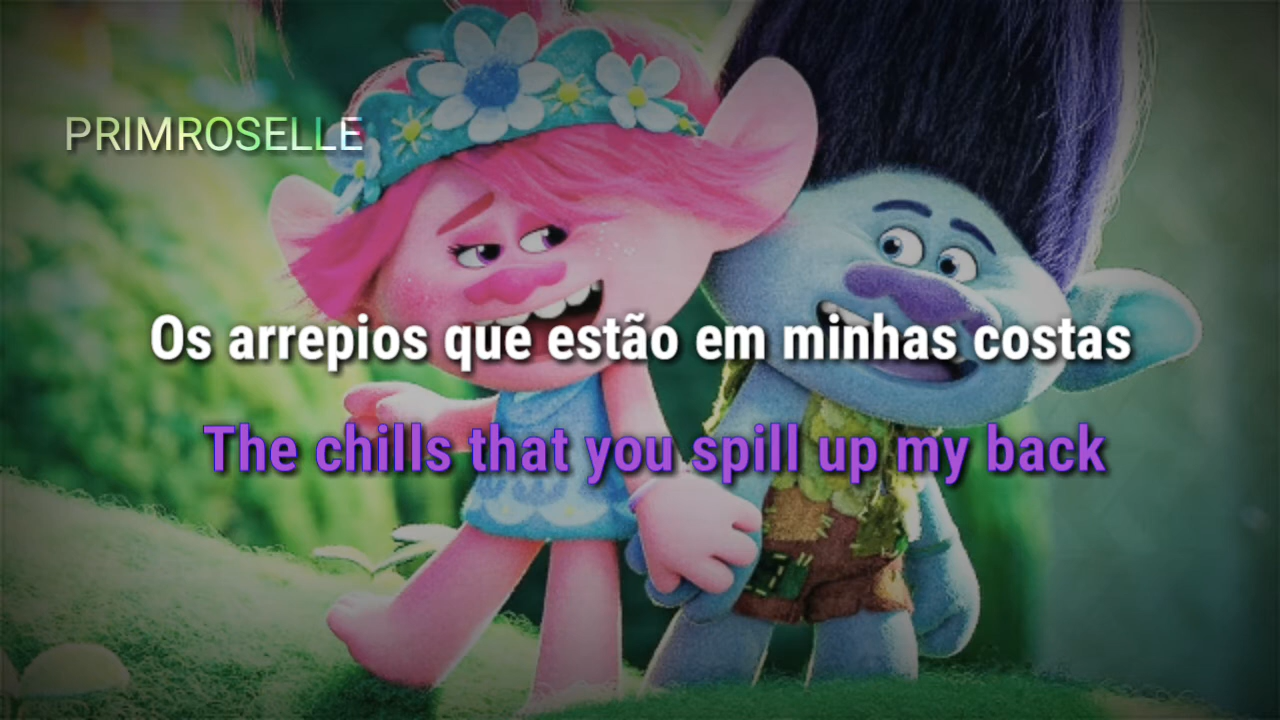 PRIMROSELLE
Os arrepios que estão em minhas costas
The chills that you spill up my back